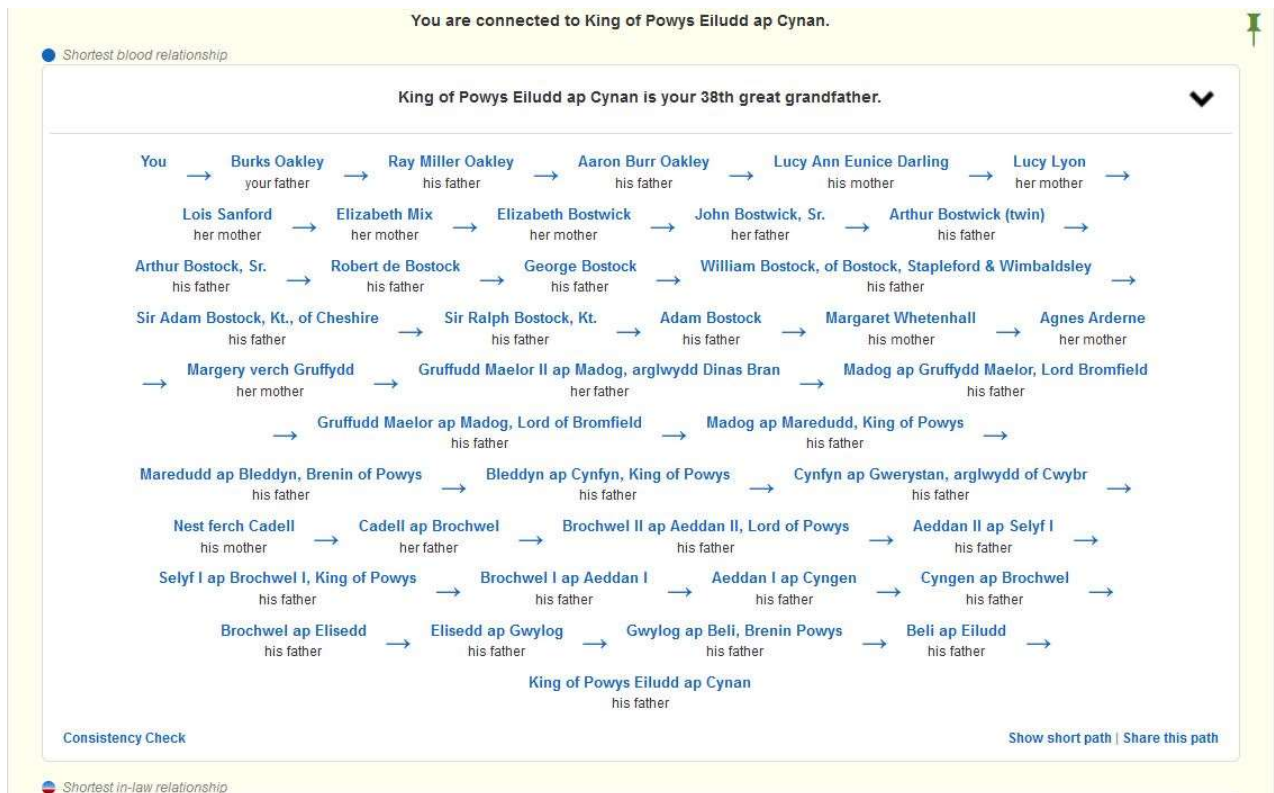 You are connected to King of Powys Eiludd ap Cynan.
Shortest blood relationship
King of Powys Eiludd ap Cynan is your 38th great grandfather.
You → Burks Oakley → Ray Miller Oakley → Aaron Burr Oakley → Lucy Ann Eunice Darling → Lucy Lyon →
your father his father his father his mother her mother
Lois Sanford → Elizabeth Mix → Elizabeth Bostwick → John Bostwick, Sr. → Arthur Bostwick (twin) →
her mother her mother her mother her father his father
Arthur Bostock, Sr. → Robert de Bostock → George Bostock → William Bostock, of Bostock, Stapleford & Wimbaldsley →
his father his father his father his father
Sir Adam Bostock, Kt., of Cheshire → Sir Ralph Bostock, Kt. → Adam Bostock → Margaret Whetenhall → Agnes Arderne
his father his father his father his mother her mother
→ Margery verch Gruffydd → Gruffudd Maelor II ap Madog, arglwydd Dinas Bran → Madog ap Gruffydd Maelor, Lord Bromfield
her mother her father his father
→ Gruffudd Maelor ap Madog, Lord of Bromfield → Madog ap Maredudd, King of Powys →
his father his father
Maredudd ap Bleddyn, Brenin of Powys → Bleddyn ap Cynfyn, King of Powys → Cynfyn ap Gwerystan, arglwydd of Cwybr →
his father his father his father
Nest ferch Cadell → Cadell ap Brochwel → Brochwel II ap Aeddan II, Lord of Powys → Aeddan II ap Selyf I →
his mother her father his father his father
Selyf I ap Brochwel I, King of Powys → Brochwel I ap Aeddan I → Aeddan I ap Cyngen → Cyngen ap Brochwel →
his father his father his father his father
Brochwel ap Elisedd → Elisedd ap Gwylog → Gwylog ap Beli, Brenin Powys → Beli ap Eiludd →
his father his father his father his father
King of Powys Eiludd ap Cynan
his father
Consistency Check Show short path | Share this path
Shortest in-law relationship